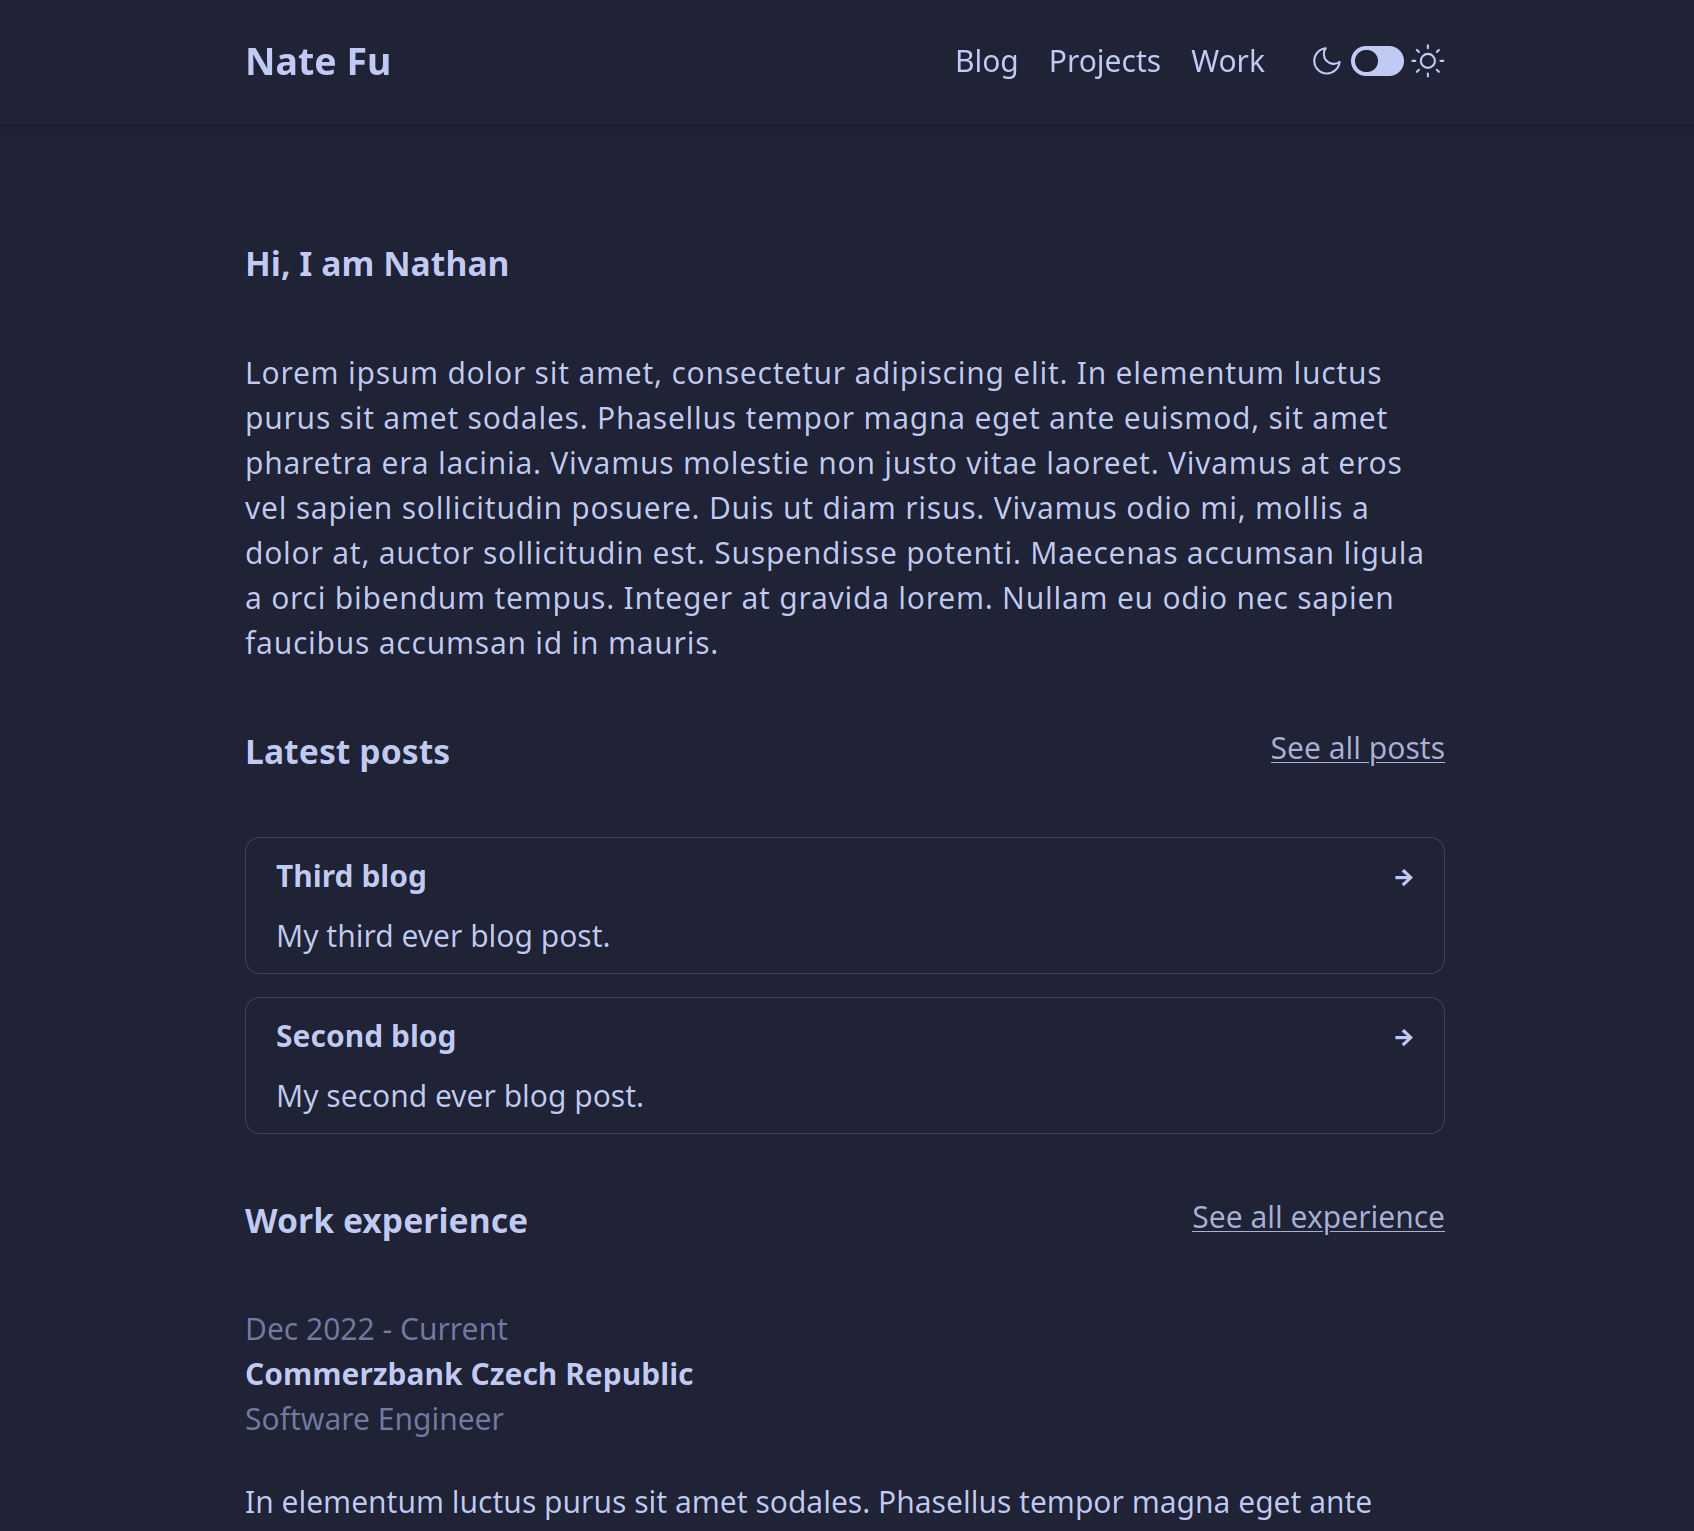 Nate Fu
Blog Projects Work
Hi, I am Nathan
Lorem ipsum dolor sit amet, consectetur adipiscing elit. In elementum luctus
purus sit amet sodales. Phasellus tempor magna eget ante euismod, sit amet
pharetra era lacinia. Vivamus molestie non justo vitae laoreet. Vivamus at eros
vel sapien sollicitudin posuere. Duis ut diam risus. Vivamus odio mi, mollis a
dolor at, auctor sollicitudin est. Suspendisse potenti. Maecenas accumsan ligula
a orci bibendum tempus. Integer at gravida lorem. Nullam eu odio nec sapien
faucibus accumsan id in mauris.
Latest posts
See all posts
Third blog →
My third ever blog post.
Second blog →
My second ever blog post.
Work experience
See all experience
Dec 2022 - Current
Commerzbank Czech Republic
Software Engineer
In elementum luctus purus sit amet sodales. Phasellus tempor magna eget ante